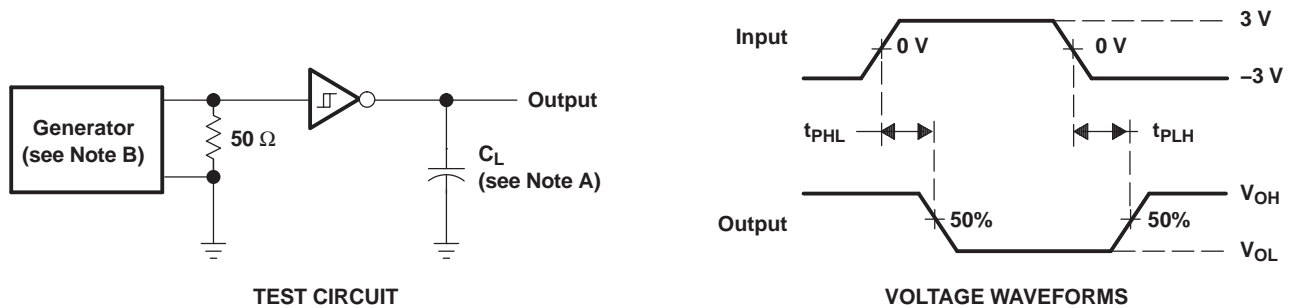 Generator
(see Note B)
50 Ω
Output
C_L
(see Note A)
TEST CIRCUIT
Input
0 V
0 V
3 V
–3 V
t_PHL
t_PLH
Output
50%
50%
V_OH
V_OL
VOLTAGE WAVEFORMS